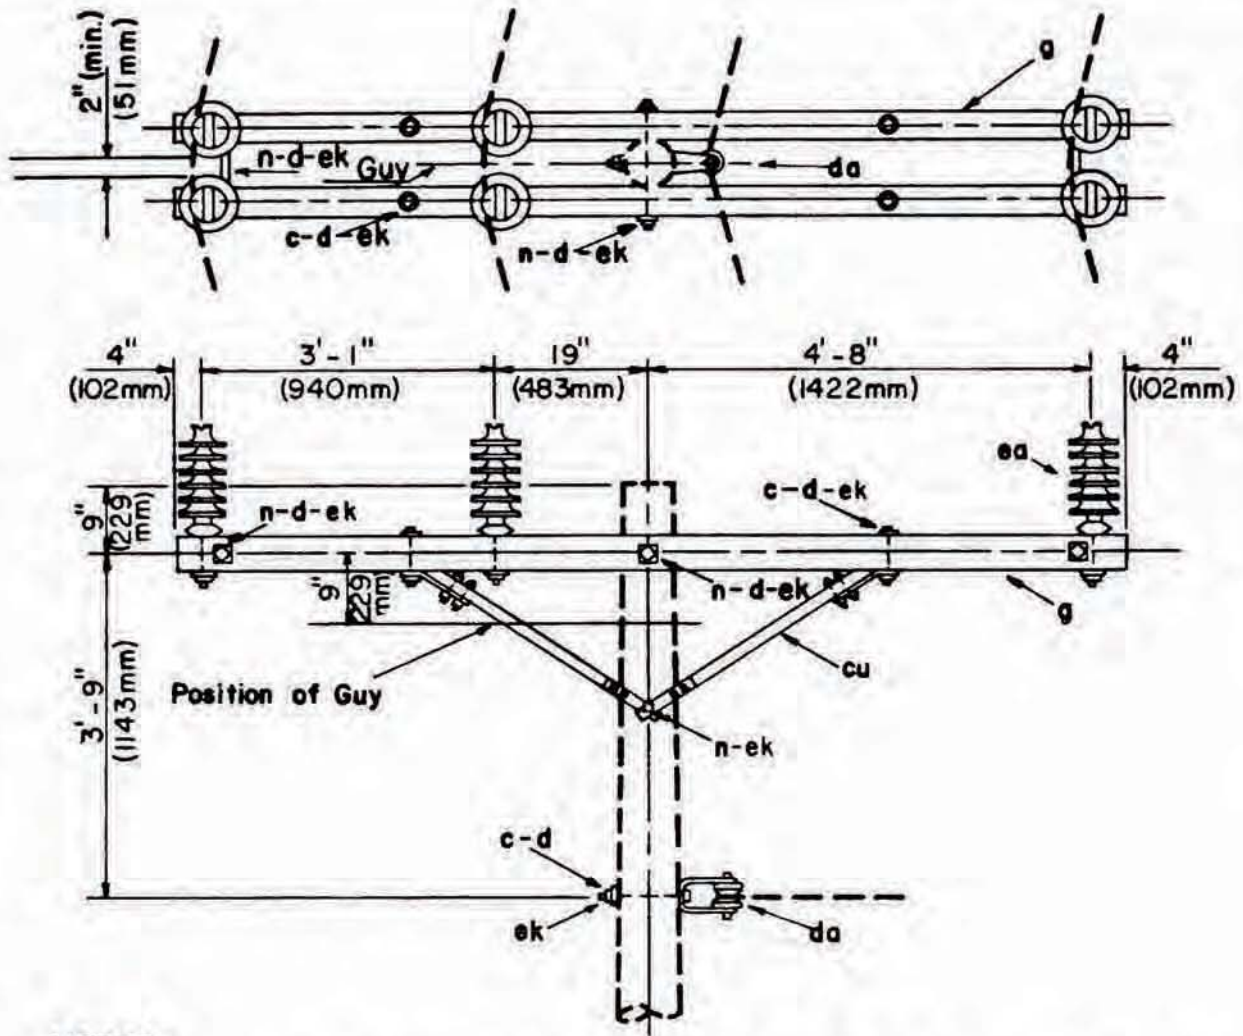 2" (min.)
(51mm)
g
n-d-ek
Guy
da
c-d-ek
n-d-ek
4"
(102mm)
3'-1"
(940mm)
19"
(483mm)
4'-8"
(1422mm)
4"
(102mm)
ea
c-d-ek
9"
(229
mm)
n-d-ek
9"
(229
mm)
n-d-ek
g
cu
Position of Guy
3'-9"
(1143mm)
n-ek
c-d
ek
da